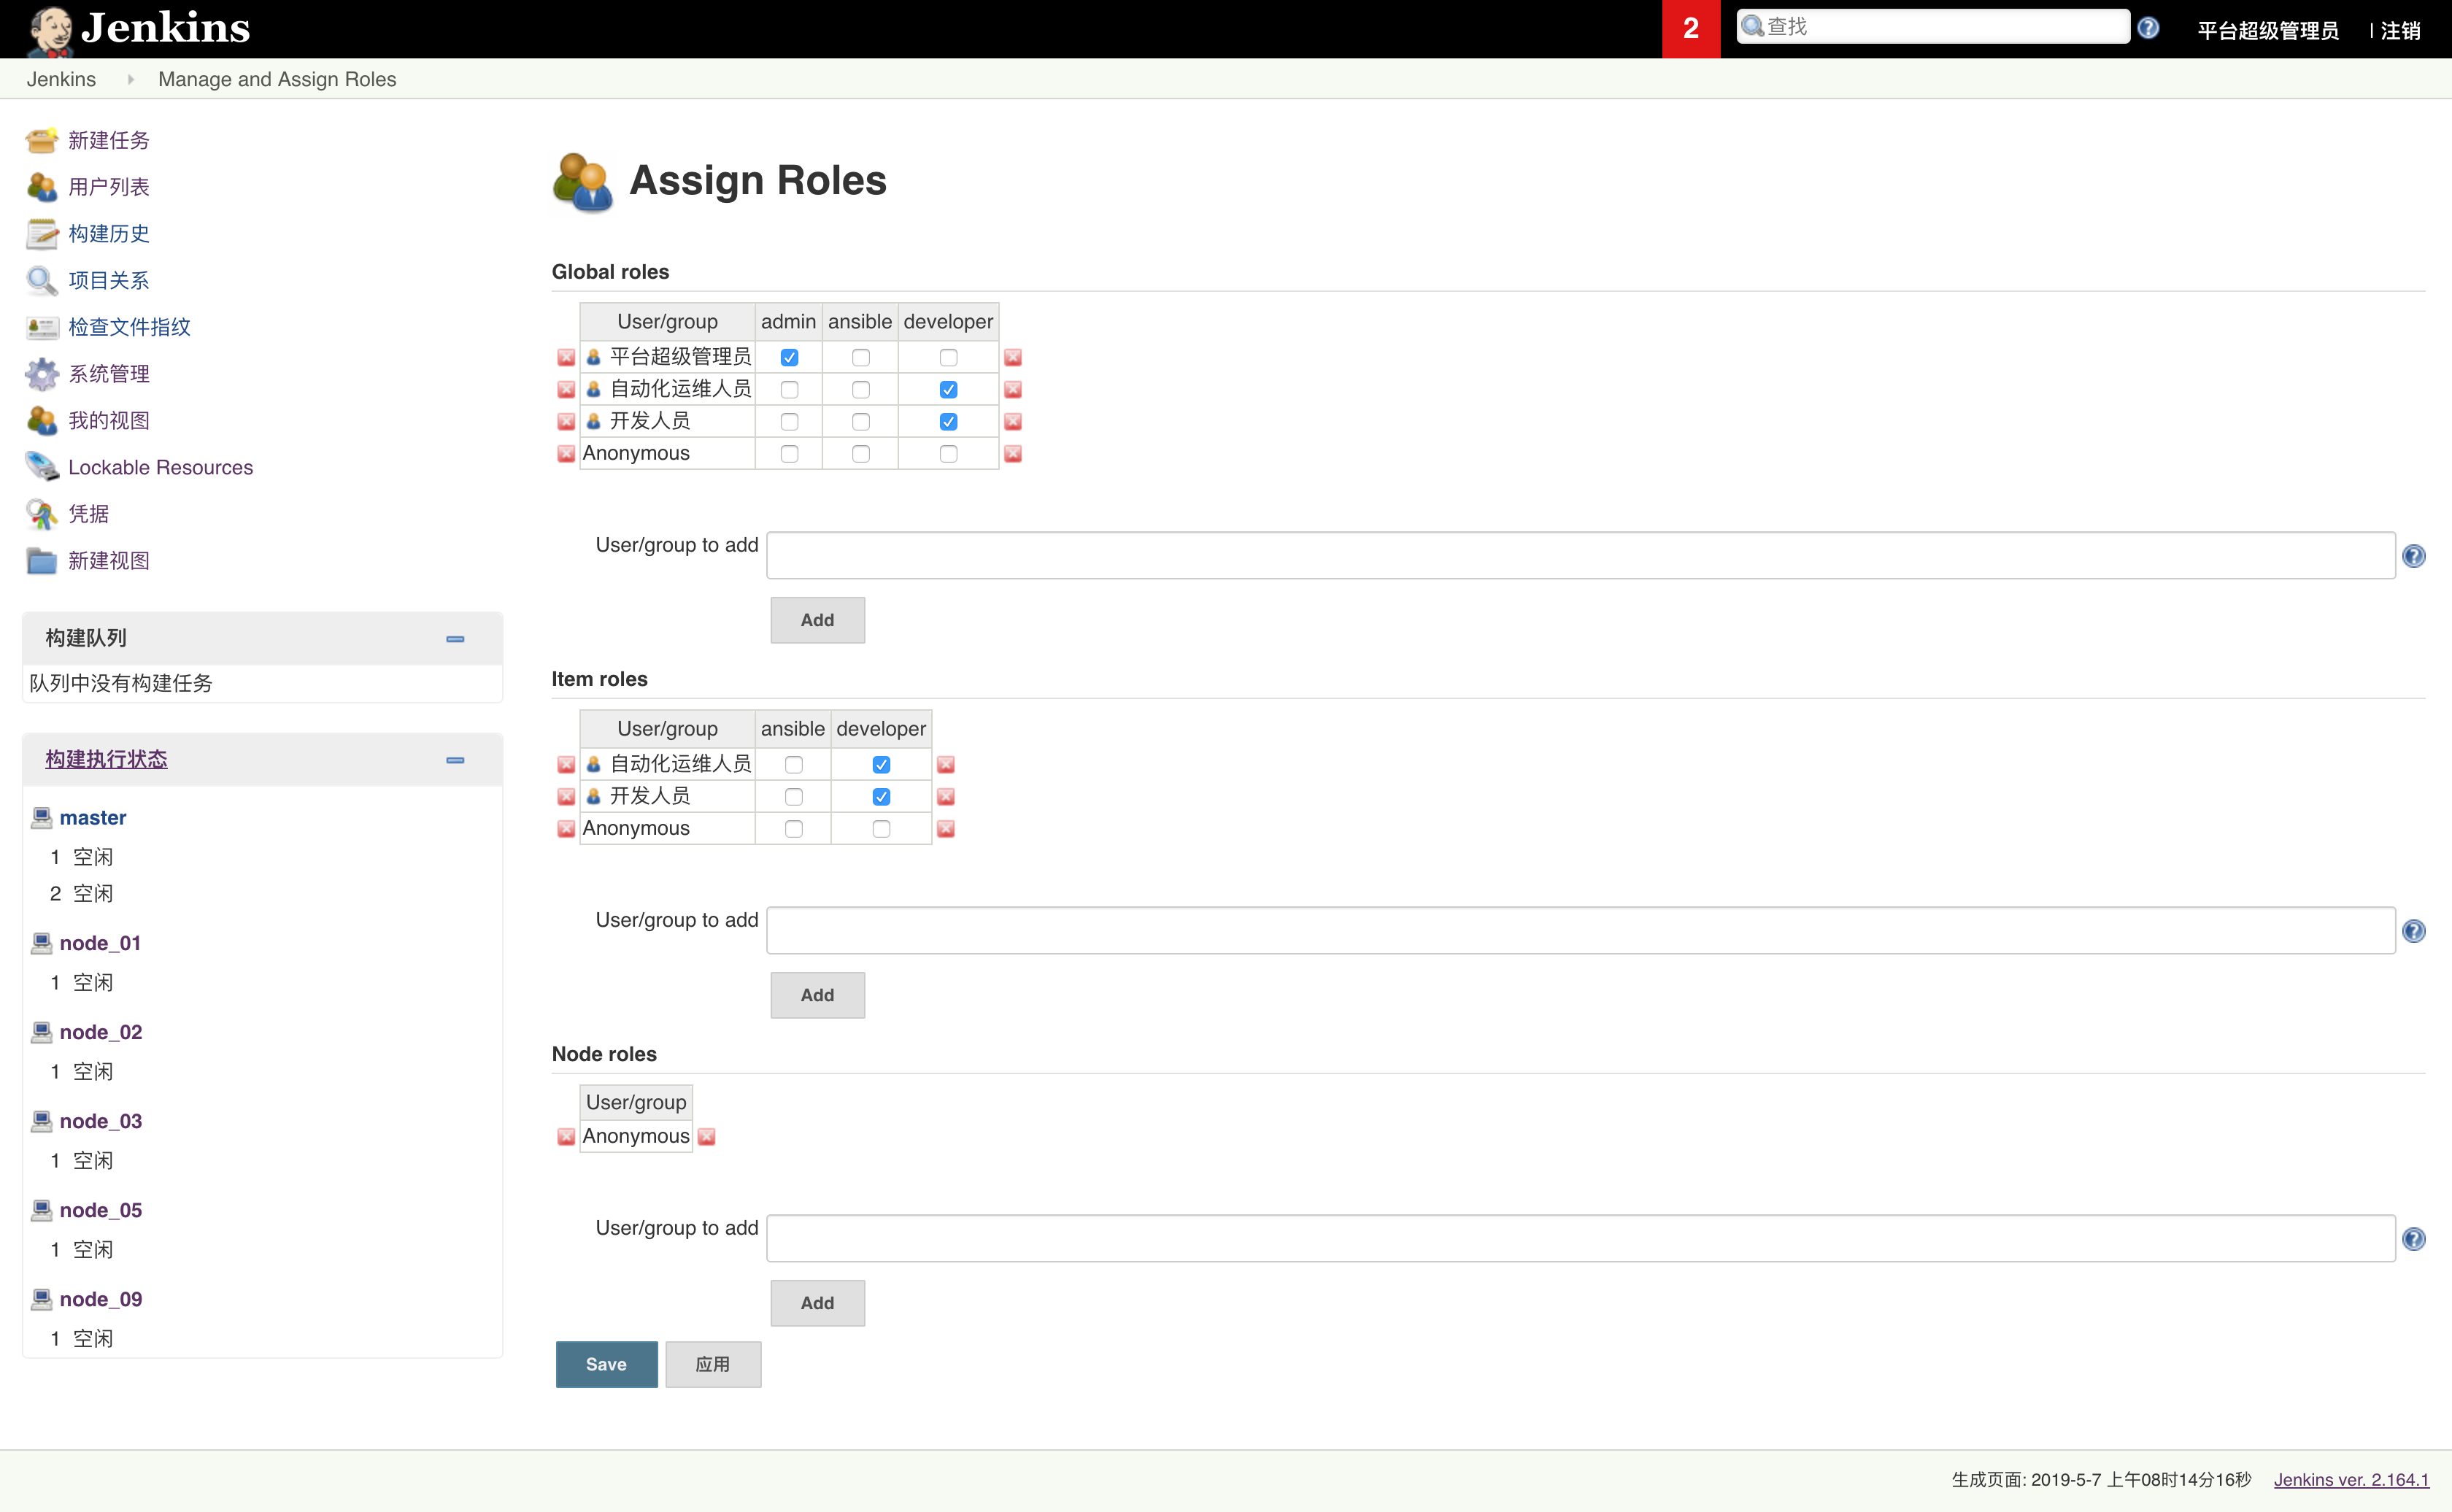 Jenkins
2
查找
平台超级管理员
| 注销
Jenkins
Manage and Assign Roles
新建任务
用户列表
构建历史
项目关系
检查文件指纹
系统管理
我的视图
Lockable Resources
凭据
新建视图
构建队列
队列中没有构建任务
构建执行状态
master
1 空闲
2 空闲
node_01
1 空闲
node_02
1 空闲
node_03
1 空闲
node_05
1 空闲
node_09
1 空闲
Assign Roles
Global roles
User/group admin ansible developer
平台超级管理员
自动化运维人员
开发人员
Anonymous
User/group to add
Add
Item roles
User/group ansible developer
自动化运维人员
开发人员
Anonymous
User/group to add
Add
Node roles
User/group
Anonymous
User/group to add
Add
Save 应用
生成页面: 2019-5-7 上午08时14分16秒 Jenkins ver. 2.164.1